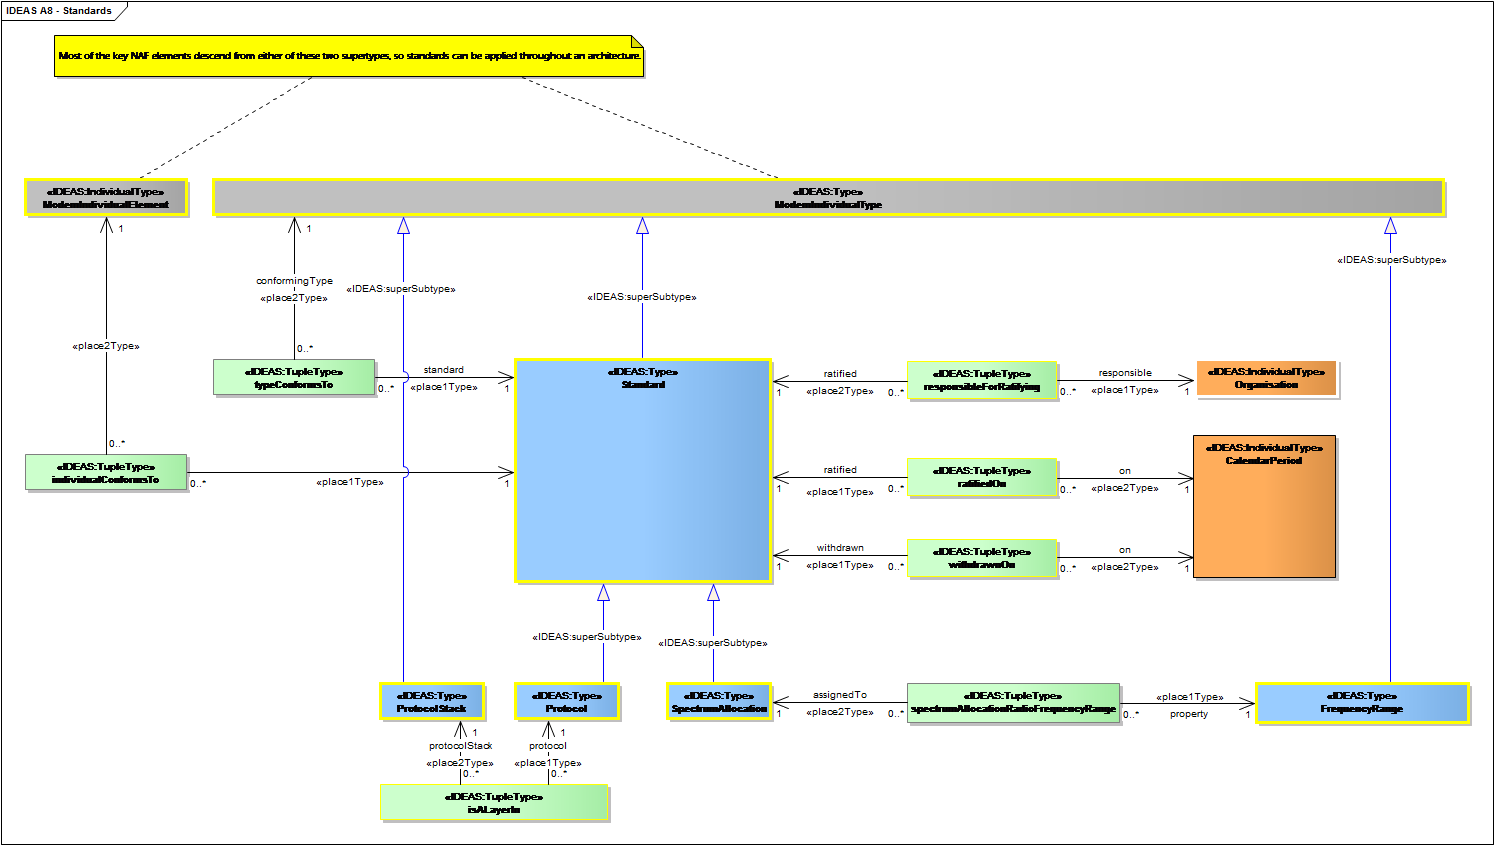 IDEAS A8 - Standards
Most of the key NAF elements descend from either of these two supertypes, so standards can be applied throughout an architecture.
«IDEAS:IndividualType»
ModemIndividualElement
«IDEAS:Type»
ModemIndividualType
1
1
conformingType
«place2Type»
«IDEAS:superSubtype»
«IDEAS:superSubtype»
«IDEAS:superSubtype»
«place2Type»
0..*
0..*
«IDEAS:TupleType»
typeConformsTo
0..*
standard
«place1Type»
1
«IDEAS:Type»
Standard
ratified
«place2Type»
1
0..*
«IDEAS:TupleType»
responsibleForRatifying
0..*
responsible
«place1Type»
1
«IDEAS:IndividualType»
Organisation
«IDEAS:TupleType»
individualConformsTo
0..*
«place1Type»
1
ratified
«place1Type»
1
0..*
«IDEAS:TupleType»
ratifiedOn
0..*
on
«place2Type»
1
«IDEAS:IndividualType»
CalendarPeriod
withdrawn
«place1Type»
1
0..*
«IDEAS:TupleType»
withdrawnOn
0..*
on
«place2Type»
1
«IDEAS:superSubtype»
«IDEAS:superSubtype»
«IDEAS:Type»
ProtocolStack
«IDEAS:Type»
Protocol
«IDEAS:Type»
SpectrumAllocation
assignedTo
«place2Type»
1
0..*
«IDEAS:TupleType»
spectrumAllocationRadioFrequencyRange
0..*
«place1Type»
property
1
«IDEAS:Type»
FrequencyRange
1
protocolStack
«place2Type»
0..*
1
protocol
«place1Type»
0..*
«IDEAS:TupleType»
isALayerIn